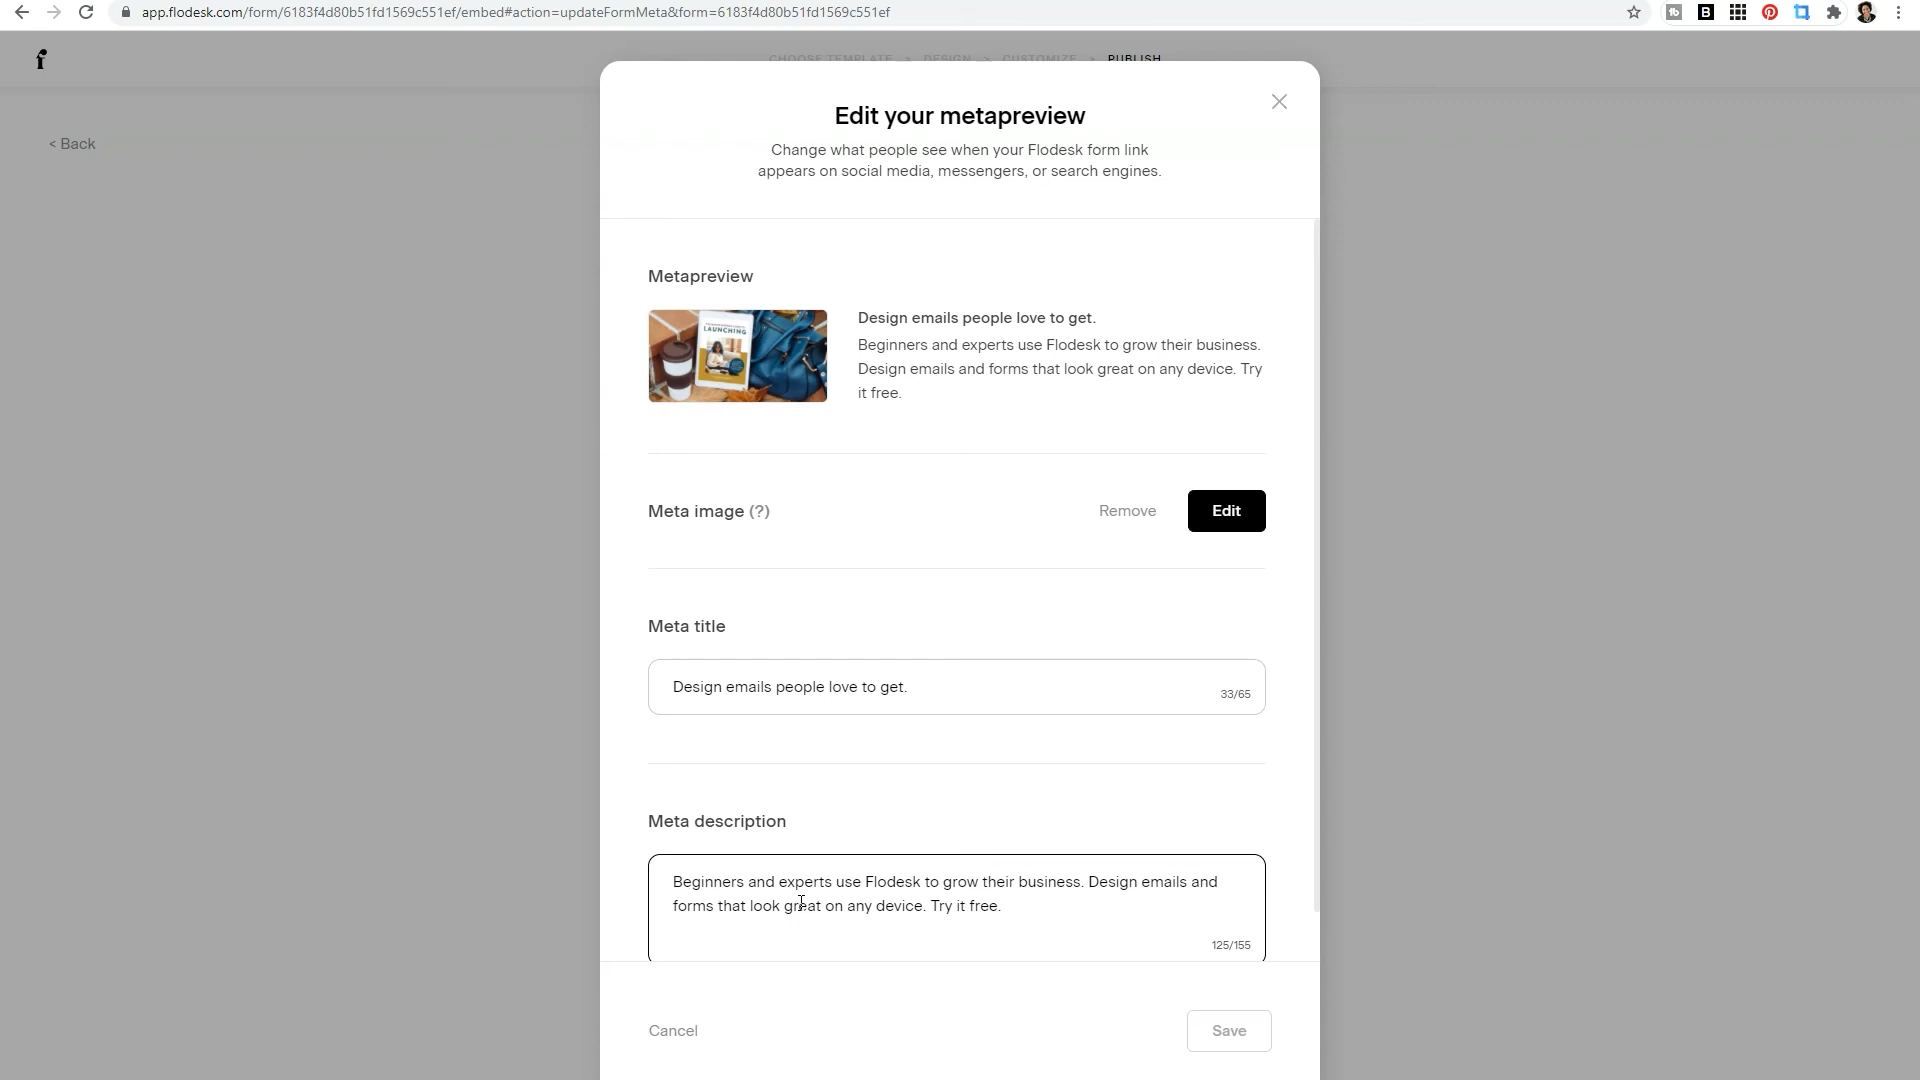 app.flodesk.com/form/6183f4d80b51fd1569c551ef/embed#action=updateFormMeta&form=6183f4d80b51fd1569c551ef
CHOOSE TEMPLATE > DESIGN > CUSTOMIZE > PUBLISH
< Back
Edit your metapreview
Change what people see when your Flodesk form link
appears on social media, messengers, or search engines.
Metapreview
LAUNCHING
Design emails people love to get.
Beginners and experts use Flodesk to grow their business.
Design emails and forms that look great on any device. Try
it free.
Meta image (?)
Remove
Edit
Meta title
Design emails people love to get.
33/65
Meta description
Beginners and experts use Flodesk to grow their business. Design emails and
forms that look great on any device. Try it free.
125/155
Cancel
Save